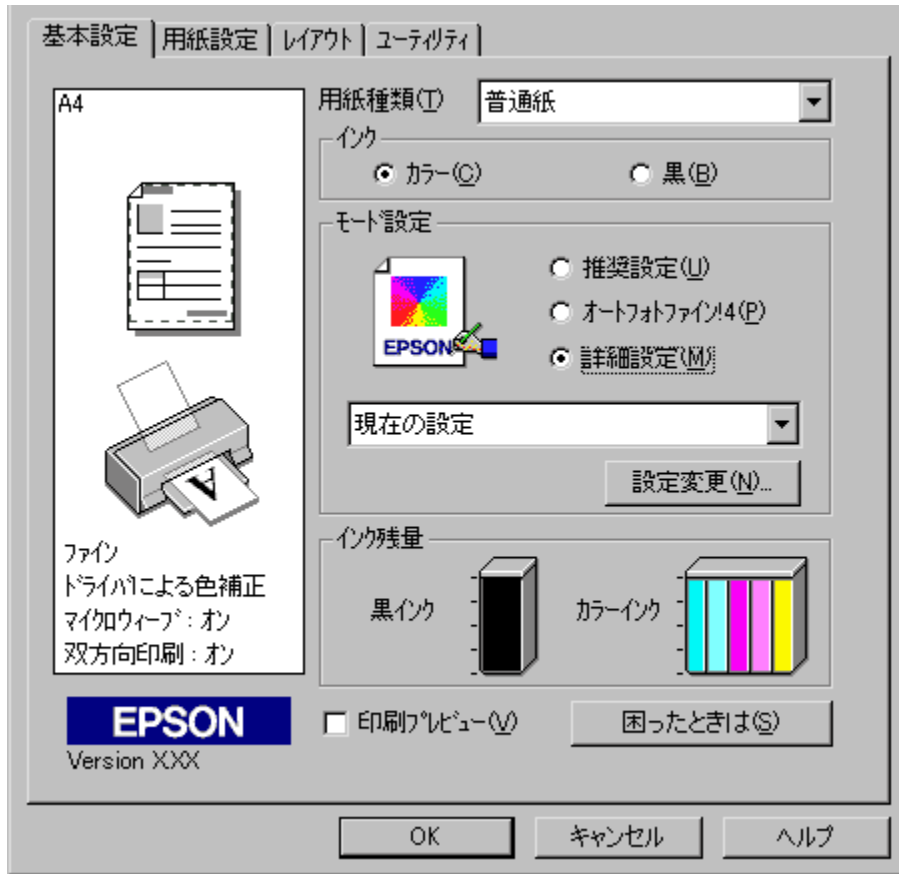 基本設定
用紙設定
ﾚｲｱｳﾄ
ﾕｰﾃｨﾘﾃｨ
A4
ファイン
ﾄﾞﾗｲﾊﾞによる色補正
ﾏｲｸﾛｳｨｰﾌﾞ：ｵﾝ
双方向印刷：ｵﾝ
EPSON
Version XXX
用紙種類(T)
普通紙
インク
カラー(C)
黒(B)
ﾓｰﾄﾞ設定
EPSON
推奨設定(U)
ｵｰﾄﾌｫﾄﾌｧｲﾝ!4(P)
詳細設定(M)
現在の設定
設定変更(N)...
インク残量
黒インク
カラーインク
印刷ﾌﾟﾚﾋﾞｭｰ(V)
困ったときは(S)
OK
キャンセル
ヘルプ